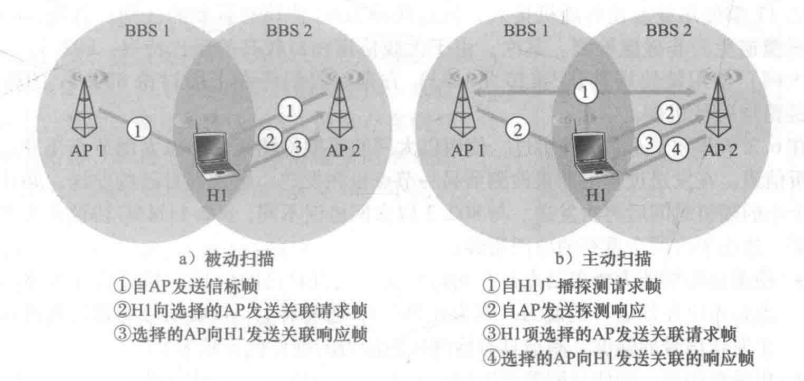 BBS 1
BBS 2
AP 1
AP 2
H1
①
①
②
③
a）被动扫描
①自AP发送信标帧
②H1向选择的AP发送关联请求帧
③选择的AP向H1发送关联响应帧
BBS 1
BBS 2
AP 1
AP 2
H1
①
②
②
③
④
b）主动扫描
①自H1广播探测请求帧
②自AP发送探测响应
③H1项选择的AP发送关联请求帧
④选择的AP向H1发送关联的响应帧